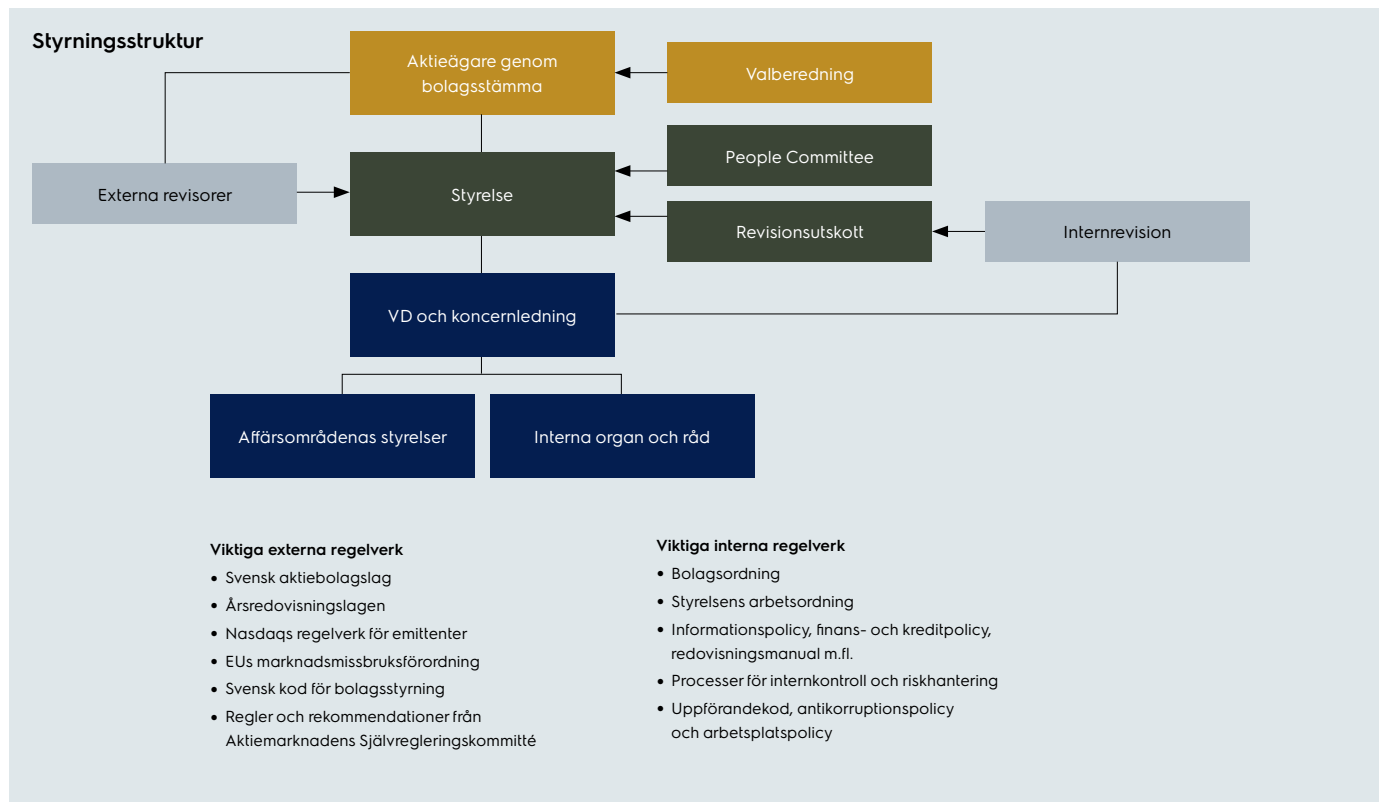 Styrningsstruktur
Aktieägare genom
bolagsstämma
Valberedning
People Committee
Externa revisorer
Styrelse
Revisionsutskott
Internrevision
VD och koncernledning
Affärsområdenas styrelser
Interna organ och råd
Viktiga externa regelverk
• Svensk aktiebolagslag
• Årsredovisningslagen
• Nasdaqs regelverk för emittenter
• EUs marknadsmissbruksförordning
• Svensk kod för bolagsstyrning
• Regler och rekommendationer från
Aktiemarknadens Självregleringskommitté
Viktiga interna regelverk
• Bolagsordning
• Styrelsens arbetsordning
• Informationspolicy, finans- och kreditpolicy,
redovisningsmanual m.fl.
• Processer för internkontroll och riskhantering
• Uppförandekod, antikorruptionspolicy
och arbetsplatspolicy